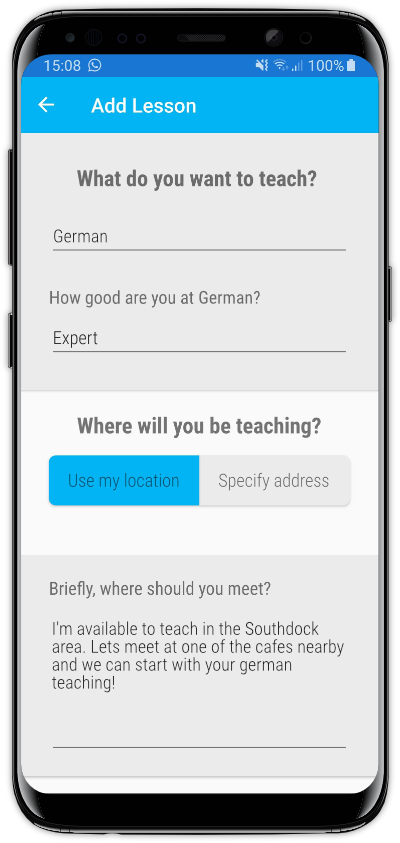 15:08 100%
Add Lesson
What do you want to teach?
German
How good are you at German?
Expert
Where will you be teaching?
Use my location Specify address
Briefly, where should you meet?
I'm available to teach in the Southdock
area. Lets meet at one of the cafes nearby
and we can start with your german
teaching!